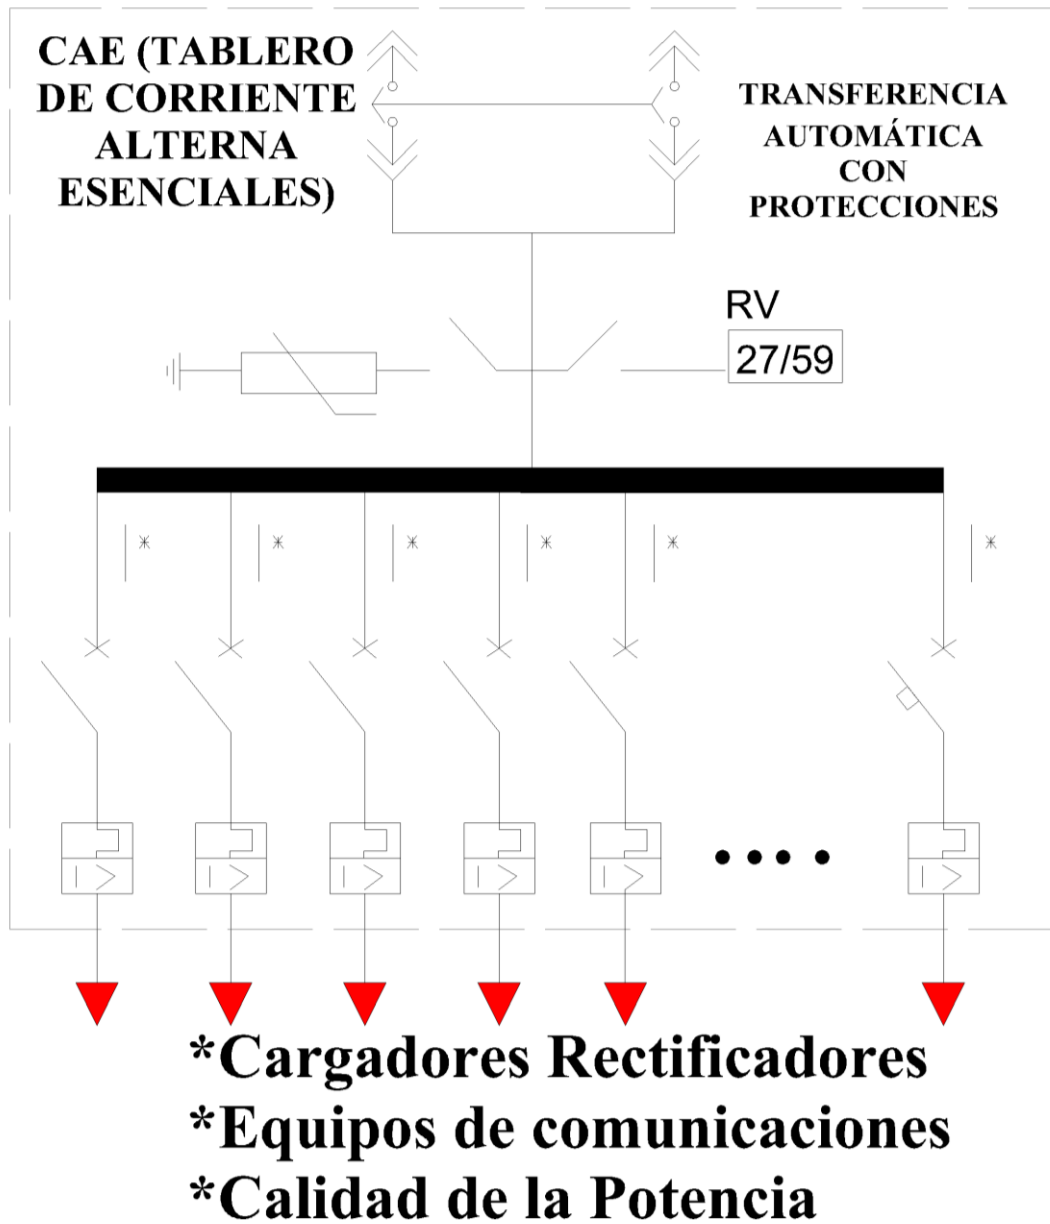 CAE (TABLERO
DE CORRIENTE
ALTERNA
ESENCIALES)
TRANSFERENCIA
AUTOMÁTICA
CON
PROTECCIONES
RV
27/59
*
*
*
*
*
*
I >
I >
I >
I >
I >
I >
*Cargadores Rectificadores
*Equipos de comunicaciones
*Calidad de la Potencia